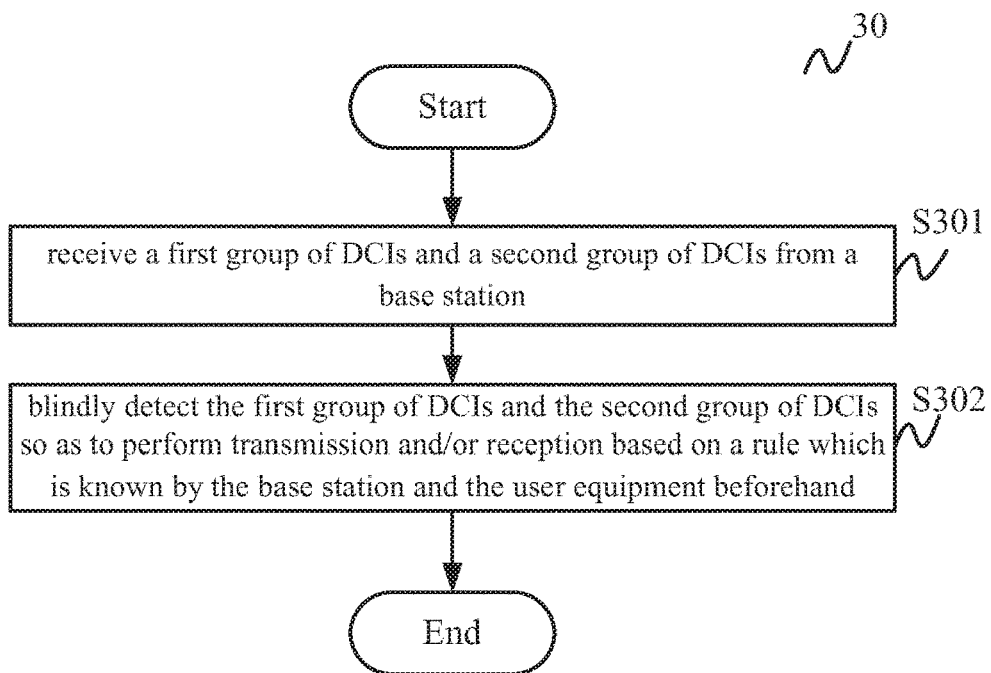 30
Start
S301
receive a first group of DCIs and a second group of DCIs from a
base station
S302
blindly detect the first group of DCIs and the second group of DCIs
so as to perform transmission and/or reception based on a rule which
is known by the base station and the user equipment beforehand
End